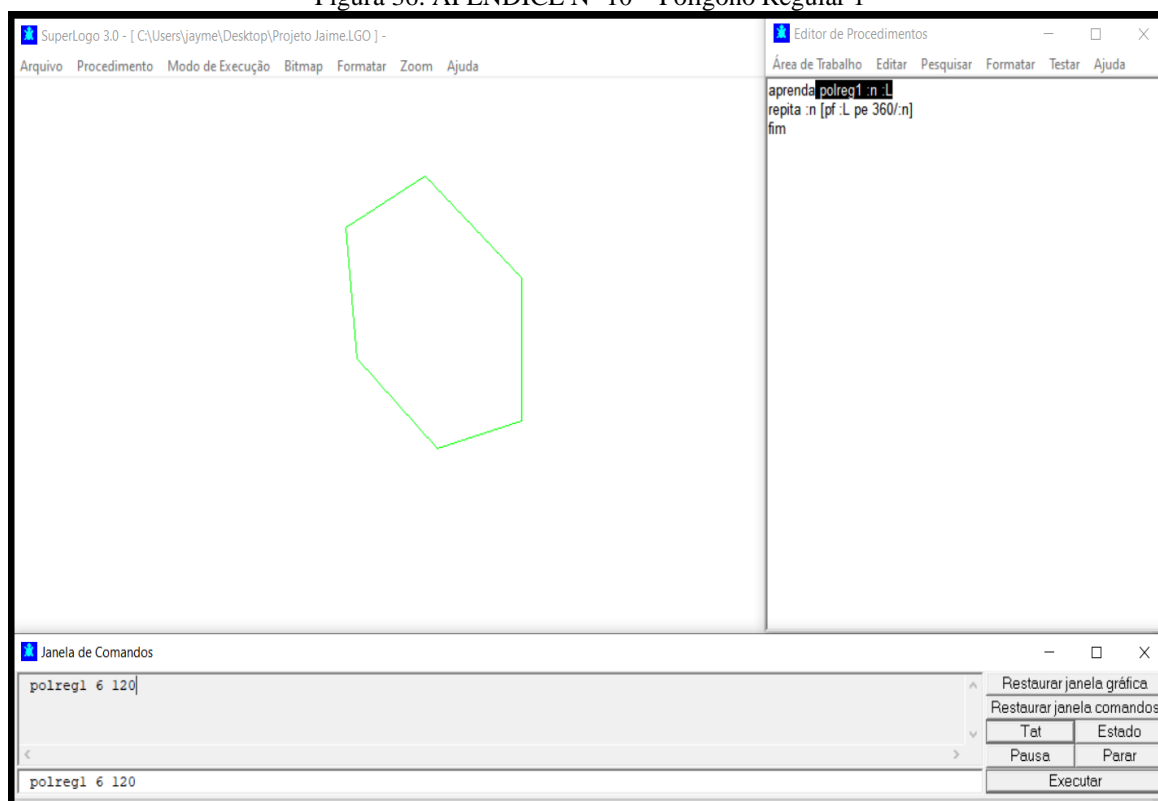 Figura 38: APÊNDICE Nº 10 – Polígono Regular 1
SuperLogo 3.0 - [ C:\Users\jayme\Desktop\Projeto Jaime.LGO ] -
Arquivo Procedimento Modo de Execução Bitmap Formatar Zoom Ajuda
Editor de Procedimentos
Área de Trabalho Editar Pesquisar Formatar Testar Ajuda
aprenda polreg1 :n :L
repita :n [pf :L pe 360/:n]
fim
Janela de Comandos
polreg1 6 120
Restaurar janela gráfica
Restaurar janela comandos
Tat Estado
Pausa Parar
polreg1 6 120
Executar